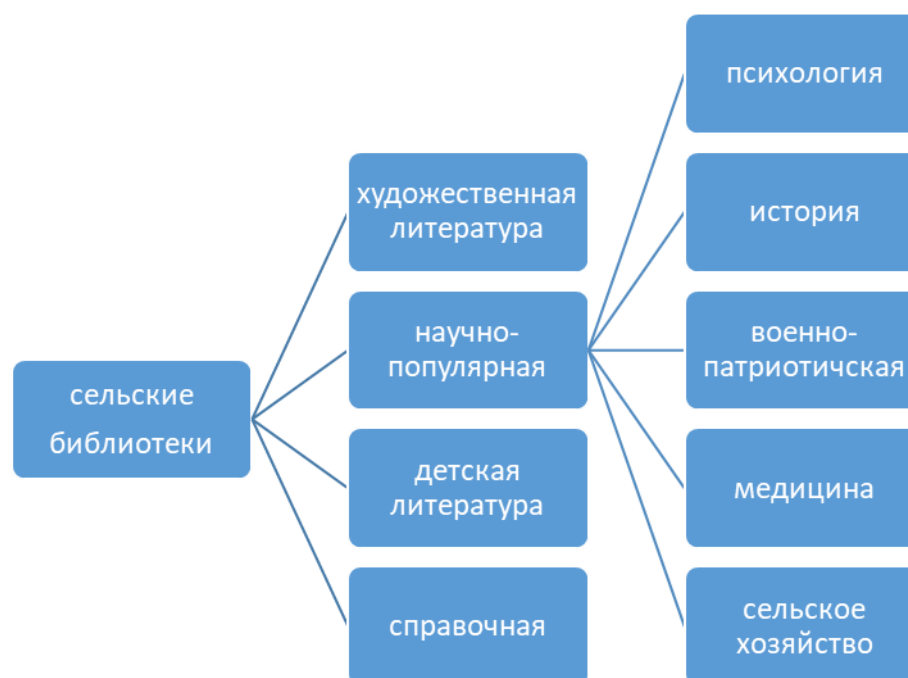 сельские
библиотеки
художественная
литература
научно-
популярная
детская
литература
справочная
психология
история
военно-
патриотичская
медицина
сельское
хозяйство